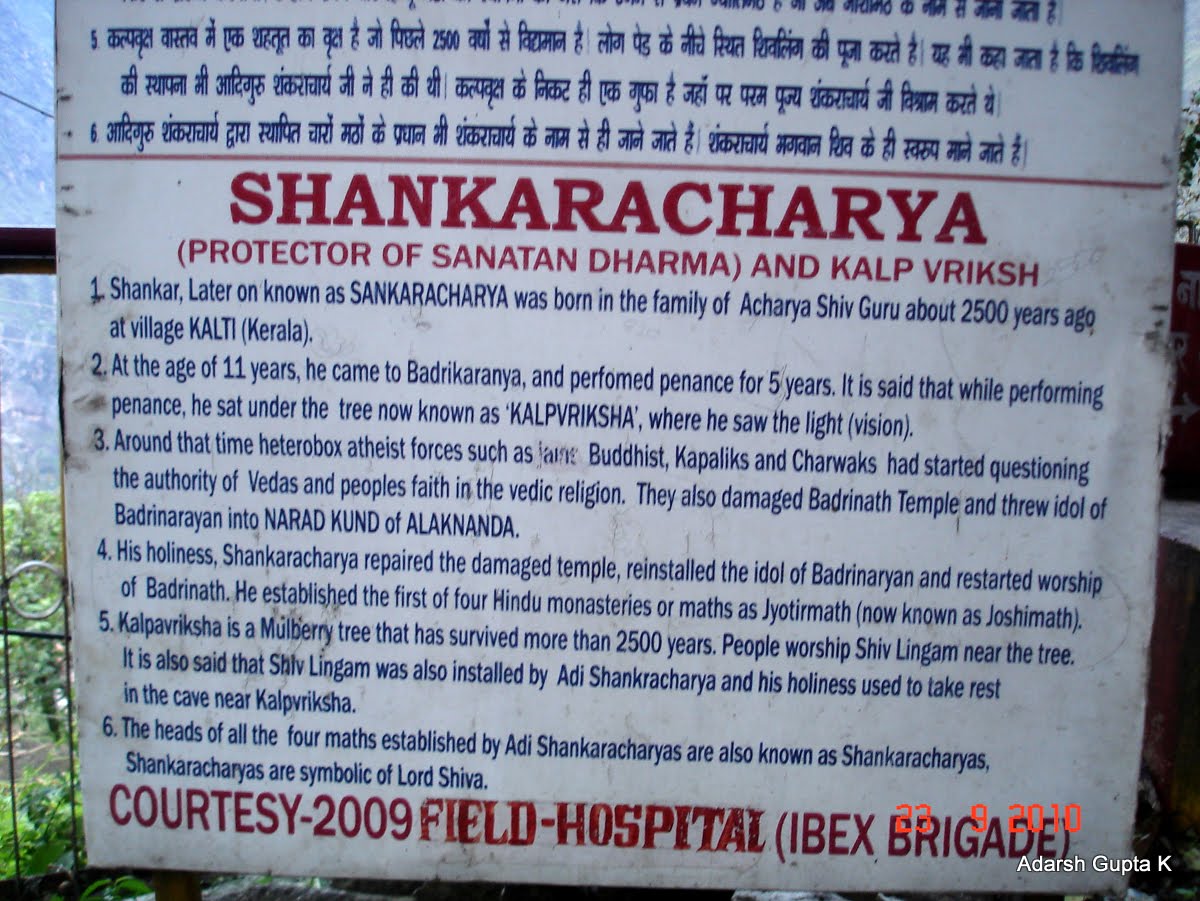 के नाम से जाना जाता है।
5. कल्पवृक्ष वास्तव में एक शहतूत का वृक्ष है जो पिछले 2500 वर्षों से विद्यमान है। लोग पेड़ के नीचे स्थित शिवलिंग की पूजा करते है। यह भी कहा जाता है कि शिवलिंग
की स्थापना भी आदिगुरु शंकराचार्य जी ने ही की थी। कल्पवृक्ष के निकट ही एक गुफा है जहाँ पर परम पूज्य शंकराचार्य जी विश्राम करते थे।
6. आदिगुरु शंकराचार्य द्वारा स्थापित चारों मठों के प्रधान भी शंकराचार्य के नाम से ही जाने जाते हैं। शंकराचार्य भगवान शिव के ही स्वरुप माने जाते हैं।
SHANKARACHARYA
(PROTECTOR OF SANATAN DHARMA) AND KALP VRIKSH
1. Shankar, Later on known as SANKARACHARYA was born in the family of Acharya Shiv Guru about 2500 years ago
at village KALTI (Kerala).
2. At the age of 11 years, he came to Badrikaranya, and perfomed penance for 5 years. It is said that while performing
penance, he sat under the tree now known as ‘KALPVRIKSHA’, where he saw the light (vision).
3. Around that time heterobox atheist forces such as jains Buddhist, Kapaliks and Charwaks had started questioning
the authority of Vedas and peoples faith in the vedic religion. They also damaged Badrinath Temple and threw idol of
Badrinarayan into NARAD KUND of ALAKNANDA.
4. His holiness, Shankaracharya repaired the damaged temple, reinstalled the idol of Badrinaryan and restarted worship
of Badrinath. He established the first of four Hindu monasteries or maths as Jyotirmath (now known as Joshimath).
5. Kalpavriksha is a Mulberry tree that has survived more than 2500 years. People worship Shiv Lingam near the tree.
It is also said that Shiv Lingam was also installed by Adi Shankracharya and his holiness used to take rest
in the cave near Kalpvriksha.
6. The heads of all the four maths established by Adi Shankaracharyas are also known as Shankaracharyas,
Shankaracharyas are symbolic of Lord Shiva.
COURTESY-2009 FIELD-HOSPITAL (IBEX BRIGADE)
23 9 2010
Adarsh Gupta K